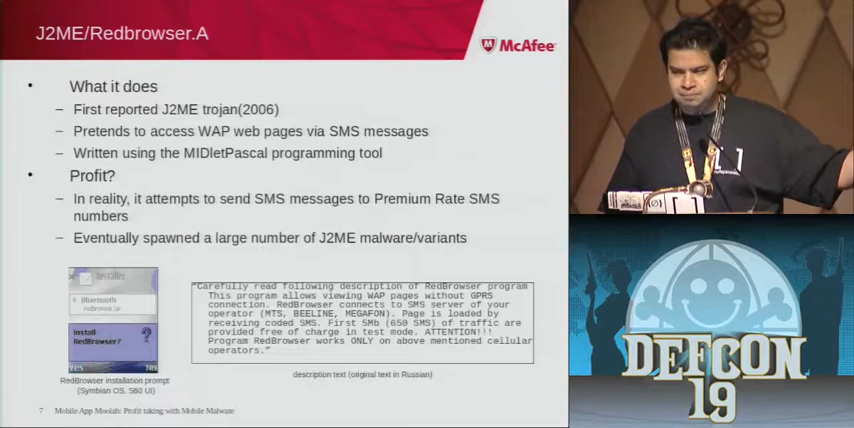 J2ME/Redbrowser.A
McAfee
• What it does
– First reported J2ME trojan(2006)
– Pretends to access WAP web pages via SMS messages
– Written using the MIDletPascal programming tool
• Profit?
– In reality, it attempts to send SMS messages to Premium Rate SMS
numbers
– Eventually spawned a large number of J2ME malware/variants
Installer
Bluetooth
redbrowser.jar
Install
RedBrowser?
Yes No
RedBrowser installation prompt
(Symbian OS, S60 UI)
"Carefully read following description of RedBrowser program
This program allows viewing WAP pages without GPRS
connection. RedBrowser connects to SMS server of your
operator (MTS, BEELINE, MEGAFON). Page is loaded by
receiving coded SMS. First 5Mb (650 SMS) of traffic are
provided free of charge in test mode. ATTENTION!!!
Program RedBrowser works ONLY on above mentioned cellular
operators."
description text (original text in Russian)
7 Mobile App Moolah: Profit taking with Mobile Malware
DEFCON
19